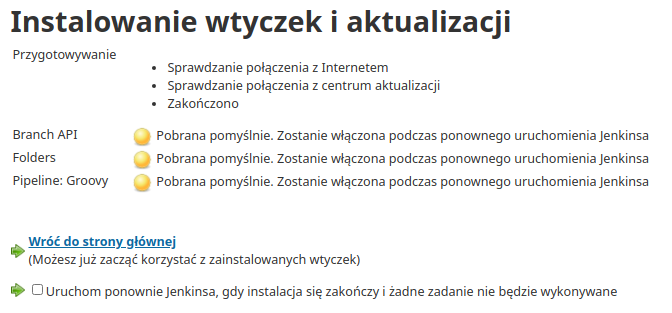 Instalowanie wtyczek i aktualizacji
Przygotowywanie
Sprawdzanie połączenia z Internetem
Sprawdzanie połączenia z centrum aktualizacji
Zakończono
Branch API Pobrana pomyślnie. Zostanie włączona podczas ponownego uruchomienia Jenkinsa
Folders Pobrana pomyślnie. Zostanie włączona podczas ponownego uruchomienia Jenkinsa
Pipeline: Groovy Pobrana pomyślnie. Zostanie włączona podczas ponownego uruchomienia Jenkinsa
Wróć do strony głównej
(Możesz już zacząć korzystać z zainstalowanych wtyczek)
Uruchom ponownie Jenkinsa, gdy instalacja się zakończy i żadne zadanie nie będzie wykonywane